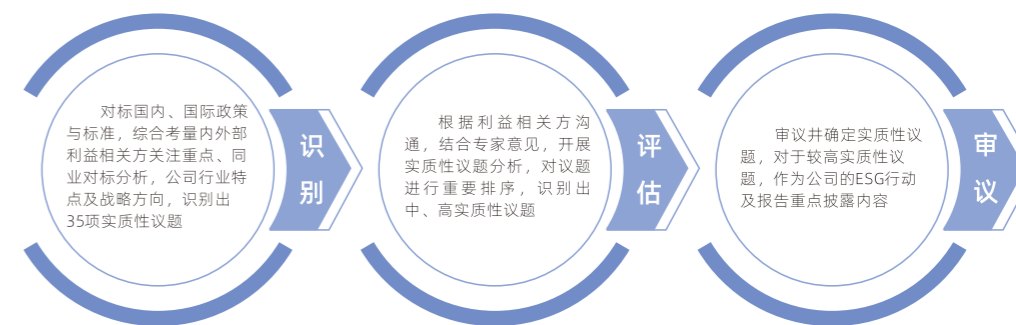 对标国内、国际政策
与标准，综合考量内外部
利益相关方关注重点、同
业对标分析，公司行业特
点及战略方向，识别出
35项实质性议题
识
别
根据利益相关方沟
通，结合专家意见，开展
实质性议题分析，对议题
进行重要排序，识别出
中、高实质性议题
评
估
审议井确定实质性议
题，对于较高实质性议
题，作为公司的ESG行动
及报告重点披露内容
审
议